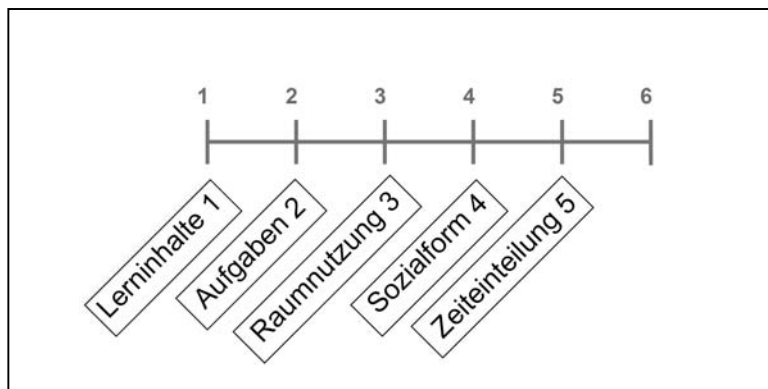 1 2 3 4 5 6
Lerninhalte 1
Aufgaben 2
Raumnutzung 3
Sozialform 4
Zeiteinteilung 5